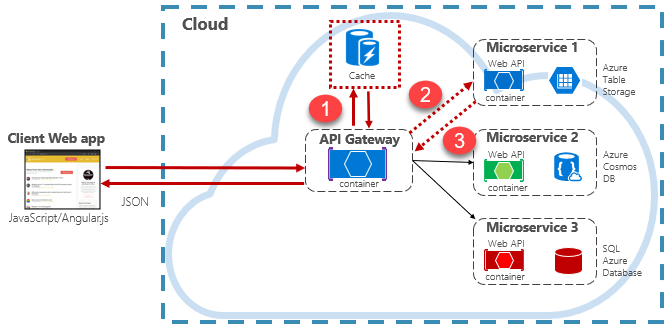 Cloud
Cache
1
2
3
Client Web app
JavaScript/Angular.js
JSON
API Gateway
container
Microservice 1
Web API
container
Azure
Table
Storage
Microservice 2
Web API
container
Azure
Cosmos
DB
Microservice 3
Web API
container
SQL
Azure
Database